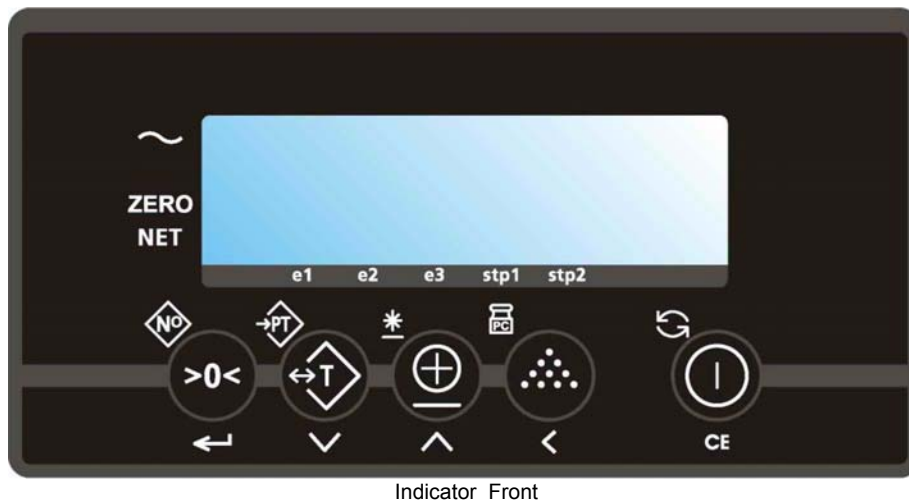 ZERO
NET
e1 e2 e3 stp1 stp2
Nº →PT PC
>0< ↔T
CE
Indicator Front